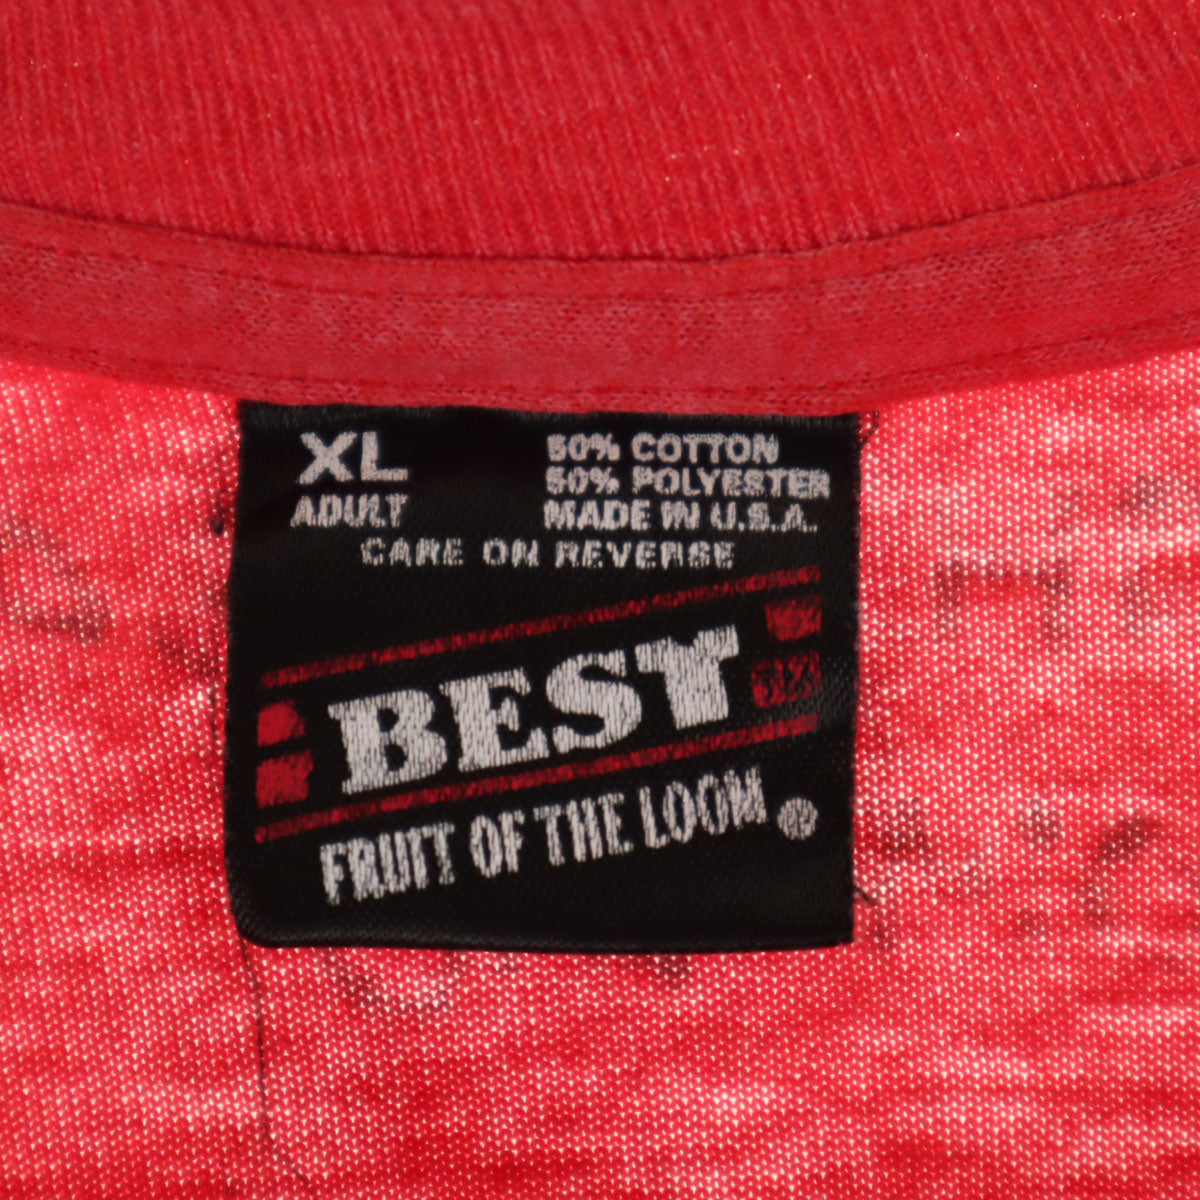 XL
ADULT
50% COTTON
50% POLYESTER
MADE IN U.S.A.
CARE ON REVERSE
BEST
FRUIT OF THE LOOM ®